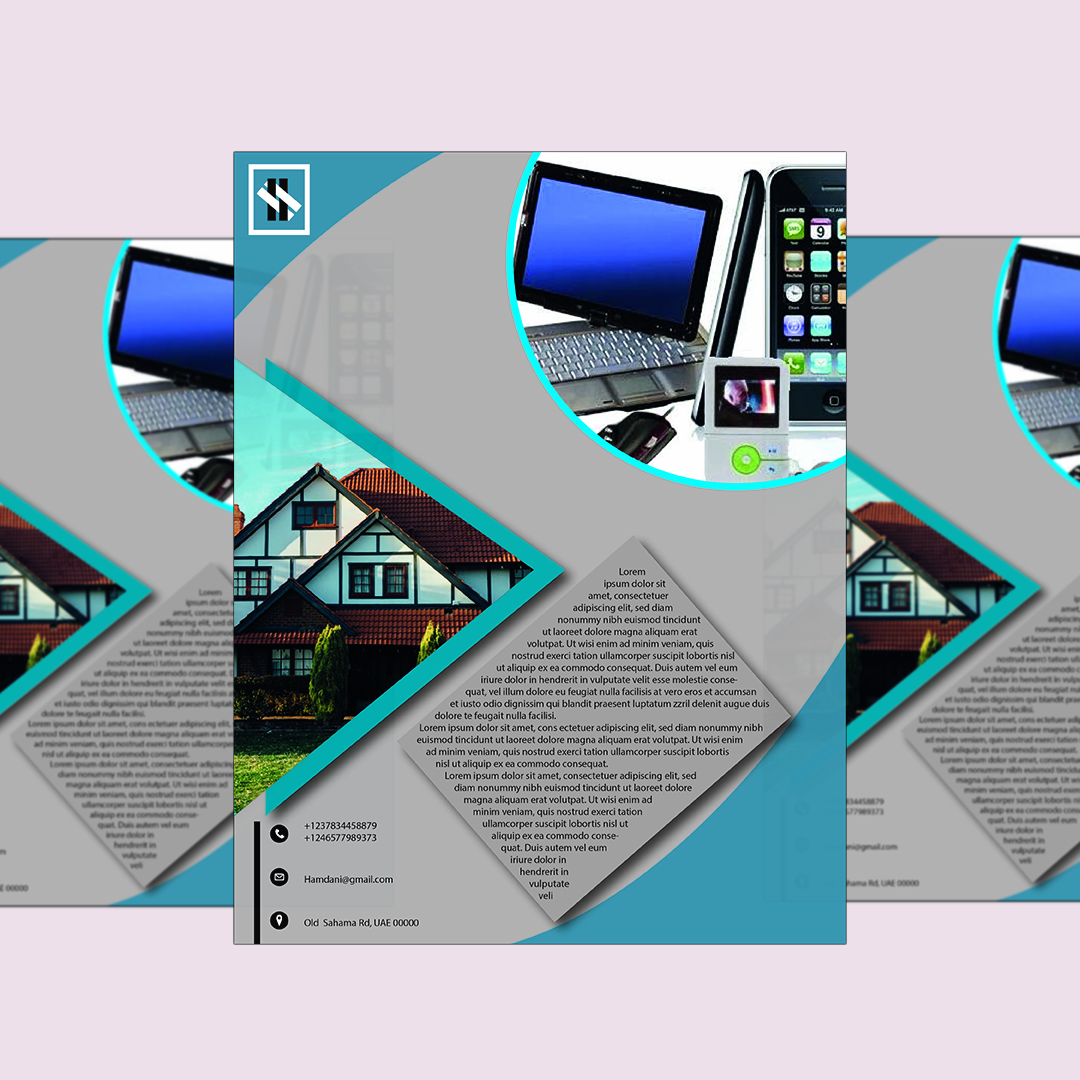 Lorem
ipsum dolor sit
amet, consectetuer
adipiscing elit, sed diam
nonummy nibh euismod tincidunt
ut laoreet dolore magna aliquam erat
volutpat. Ut wisi enim ad minim veniam, quis
nostrud exerci tation ullamcorper suscipit lobortis nisl
ut aliquip ex ea commodo consequat. Duis autem vel eum
iriure dolor in hendrerit in vulputate velit esse molestie conse-
quat, vel illum dolore eu feugiat nulla facilisis at vero eros et accumsan
et iusto odio dignissim qui blandit praesent luptatum zzril delenit augue duis
dolore te feugait nulla facilisi.
Lorem ipsum dolor sit amet, cons ectetuer adipiscing elit, sed diam nonummy nibh
euismod tincidunt ut laoreet dolore magna aliquam erat volutpat. Ut wisi enim
ad minim veniam, quis nostrud exerci tation ullamcorper suscipit lobortis
nisl ut aliquip ex ea commodo consequat.
Lorem ipsum dolor sit amet, consectetuer adipiscing elit, sed
diam nonummy nibh euismod tincidunt ut laoreet dolore
magna aliquam erat volutpat. Ut wisi enim ad
minim veniam, quis nostrud exerci tation
ullamcorper suscipit lobortis nisl ut
aliquip ex ea commodo conse-
quat. Duis autem vel eum
iriure dolor in
hendrerit in
vulputate
veli
+1237834458879
+1246577989373
Hamdani@gmail.com
Old Sahama Rd, UAE 00000